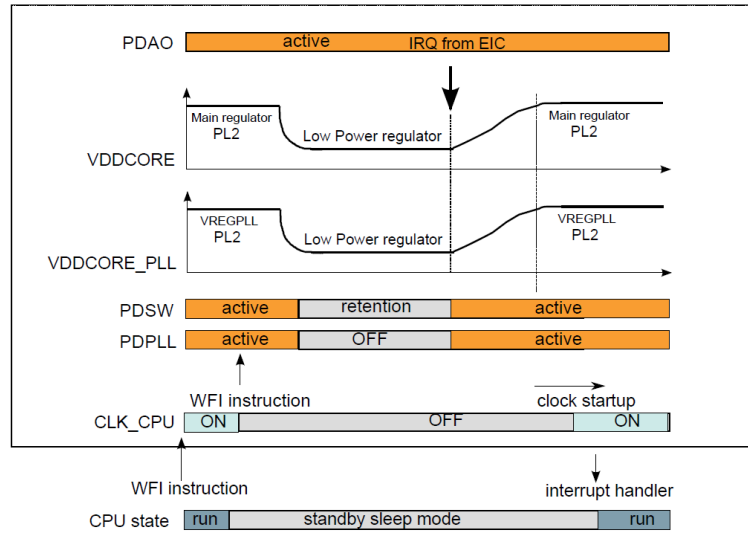 PDAO
active
IRQ from EIC
Main regulator
PL2
Low Power regulator
Main regulator
PL2
VDDCORE
VREGPLL
PL2
Low Power regulator
VREGPLL
PL2
VDDCORE_PLL
PDSW
active
retention
active
PDPLL
active
OFF
active
WFI instruction
clock startup
CLK_CPU
ON
OFF
ON
WFI instruction
interrupt handler
CPU state
run
standby sleep mode
run